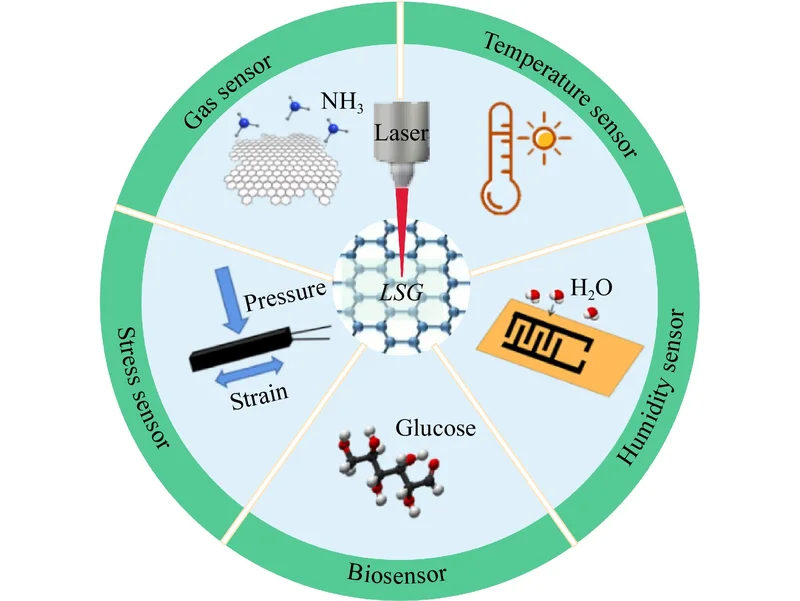 Gas sensor
Temperature sensor
NH₃
Laser
H₂O
LSG
Pressure
Strain
Stress sensor
Humidity sensor
Glucose
Biosensor